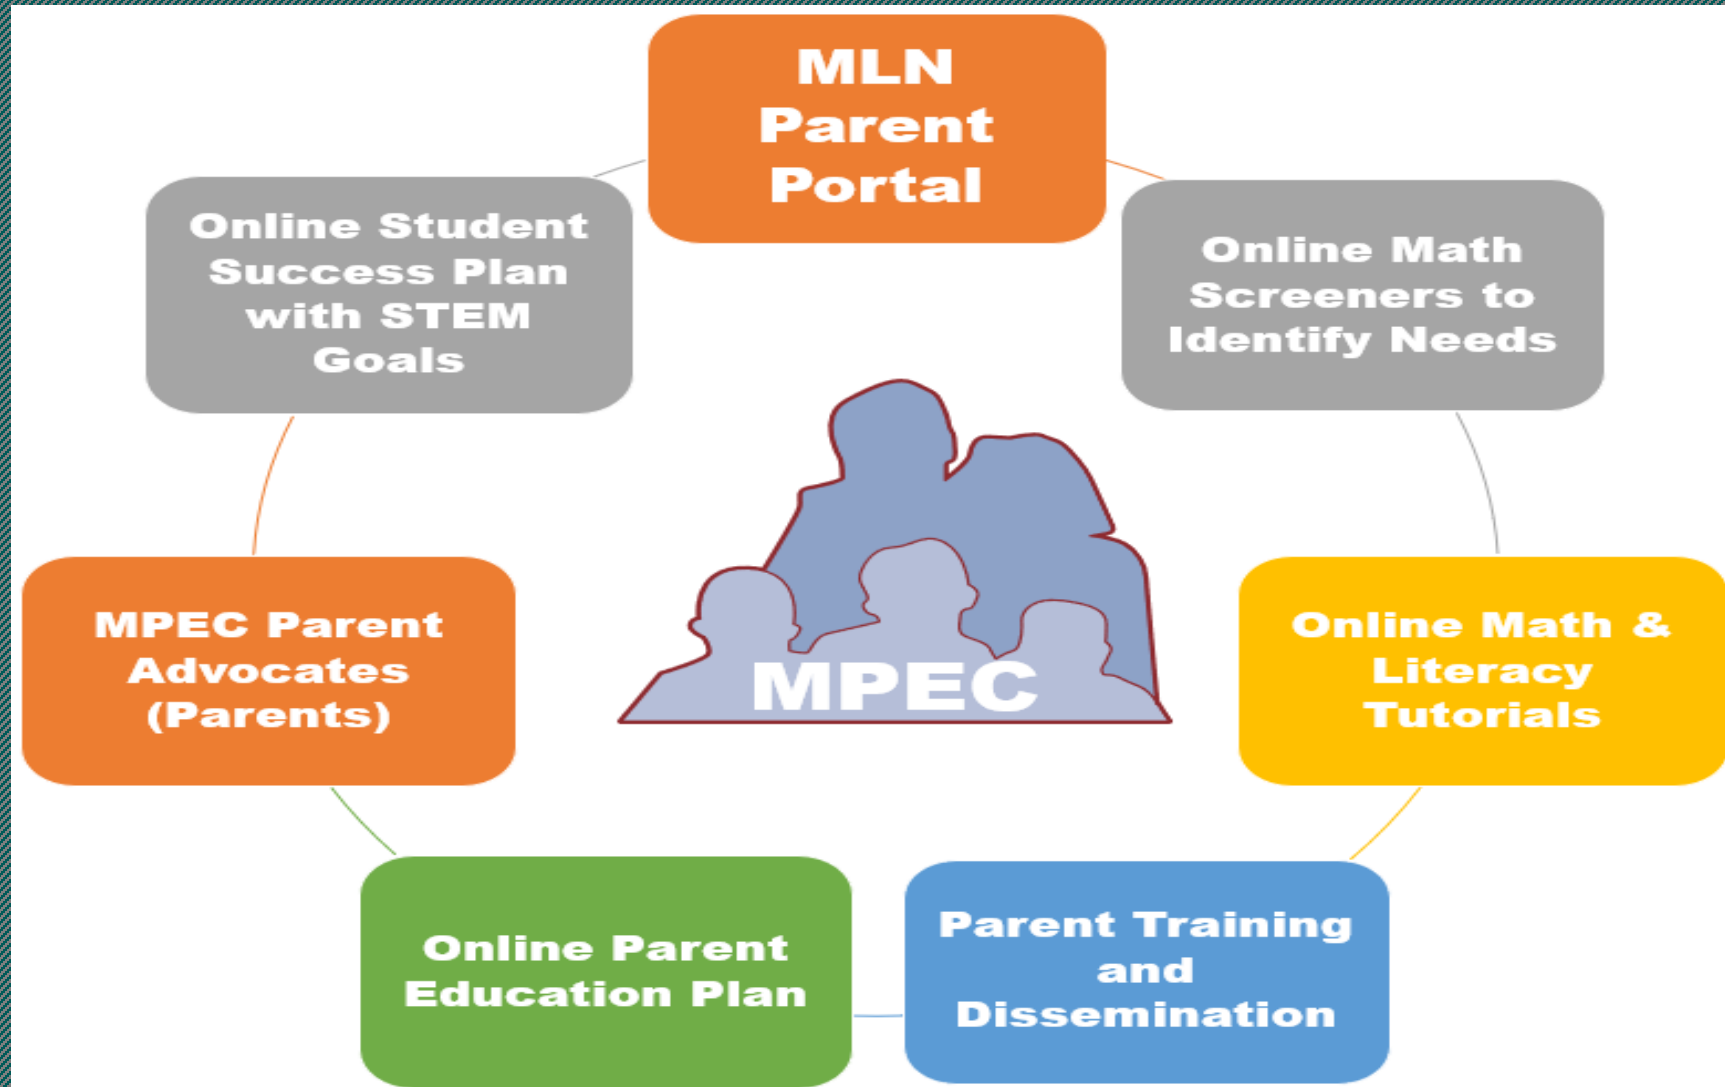 MLN
Parent
Portal
Online Math
Screeners to
Identify Needs
Online Math &
Literacy
Tutorials
Parent Training
and
Dissemination
Online Parent
Education Plan
MPEC Parent
Advocates
(Parents)
Online Student
Success Plan
with STEM
Goals
MPEC